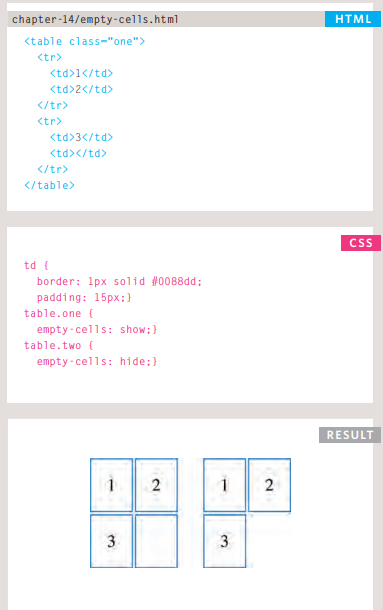 chapter-14/empty-cells.html HTML
<table class="one">
<tr>
<td>1</td>
<td>2</td>
</tr>
<tr>
<td>3</td>
<td></td>
</tr>
</table>
CSS
td {
border: 1px solid #0088dd;
padding: 15px;}
table.one {
empty-cells: show;}
table.two {
empty-cells: hide;}
RESULT
1 2 1 2
3 3